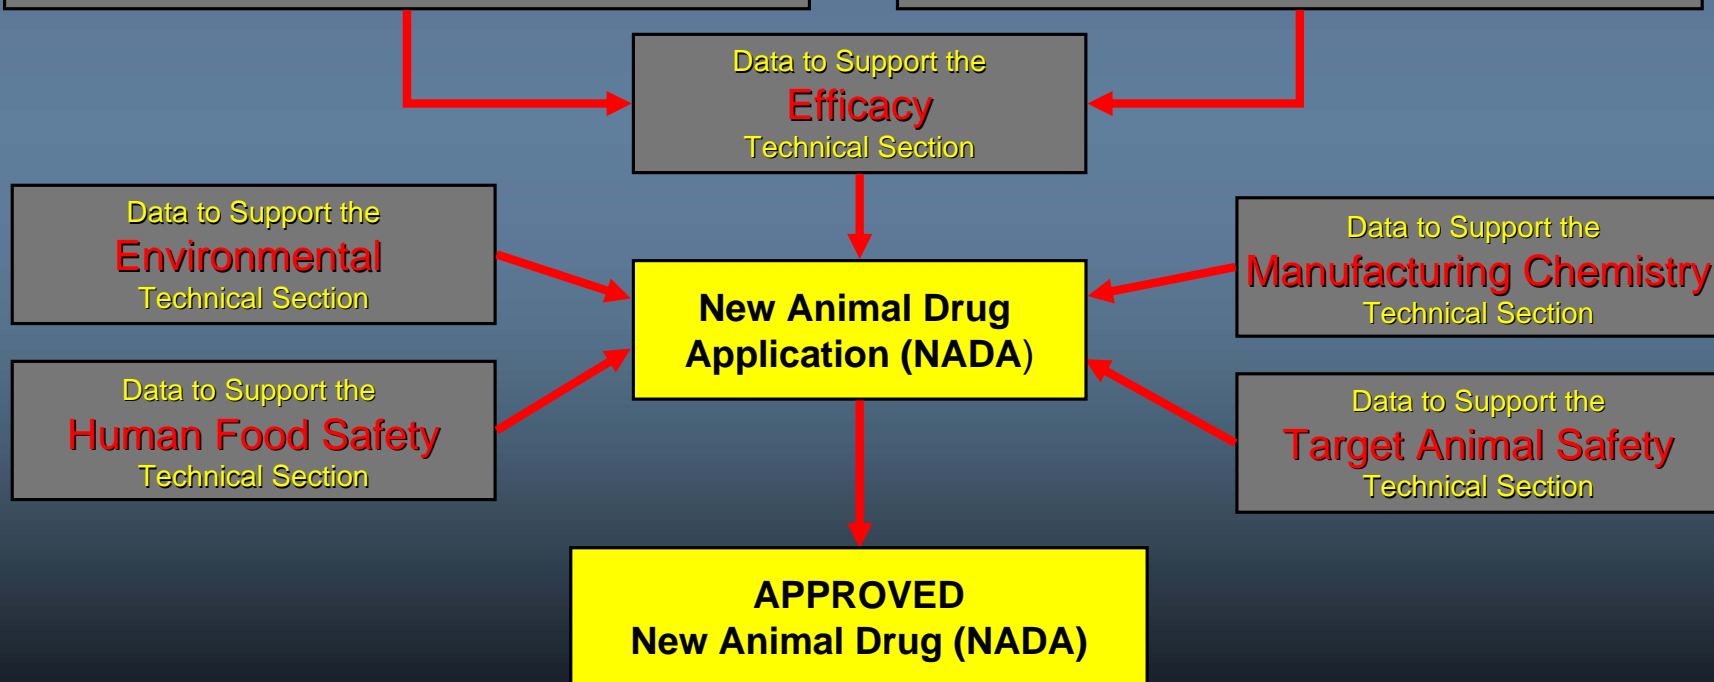 Data to Support the
Efficacy
Technical Section
Data to Support the
Environmental
Technical Section
Data to Support the
Manufacturing Chemistry
Technical Section
New Animal Drug
Application (NADA)
Data to Support the
Human Food Safety
Technical Section
Data to Support the
Target Animal Safety
Technical Section
APPROVED
New Animal Drug (NADA)